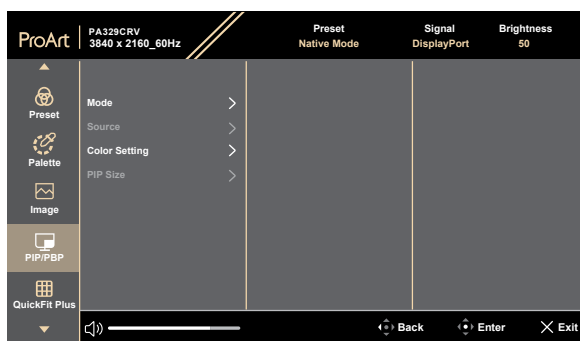 ProArt
PA329CRV
3840 x 2160_60Hz
Preset
Native Mode
Signal
DisplayPort
Brightness
50
Preset
Palette
Image
PIP/PBP
QuickFit Plus
Mode
Source
Color Setting
PIP Size
Back
Enter
Exit